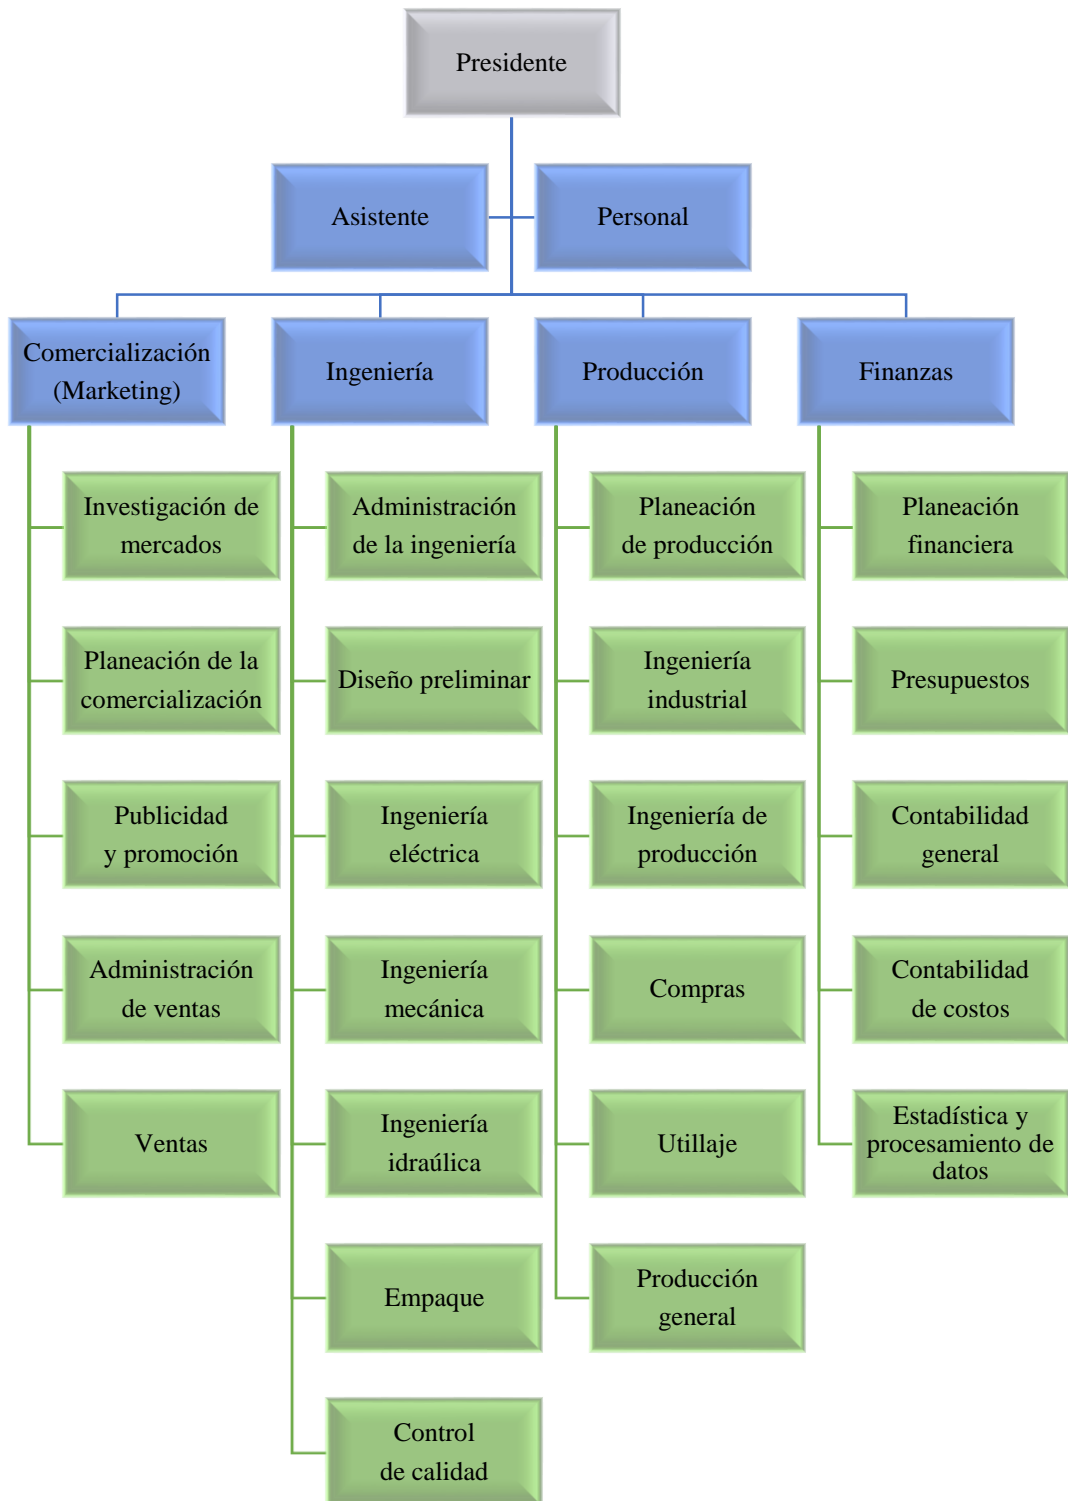 Presidente
Asistente
Personal
Comercialización
(Marketing)
Ingeniería
Producción
Finanzas
Investigación de
mercados
Planeación de la
comercialización
Publicidad
y promoción
Administración
de ventas
Ventas
Administración
de la ingeniería
Diseño preliminar
Ingeniería
eléctrica
Ingeniería
mecánica
Ingeniería
idraúlica
Empaque
Control
de calidad
Planeación
de producción
Ingeniería
industrial
Ingeniería de
producción
Compras
Utillaje
Producción
general
Planeación
financiera
Presupuestos
Contabilidad
general
Contabilidad
de costos
Estadística y
procesamiento de
datos